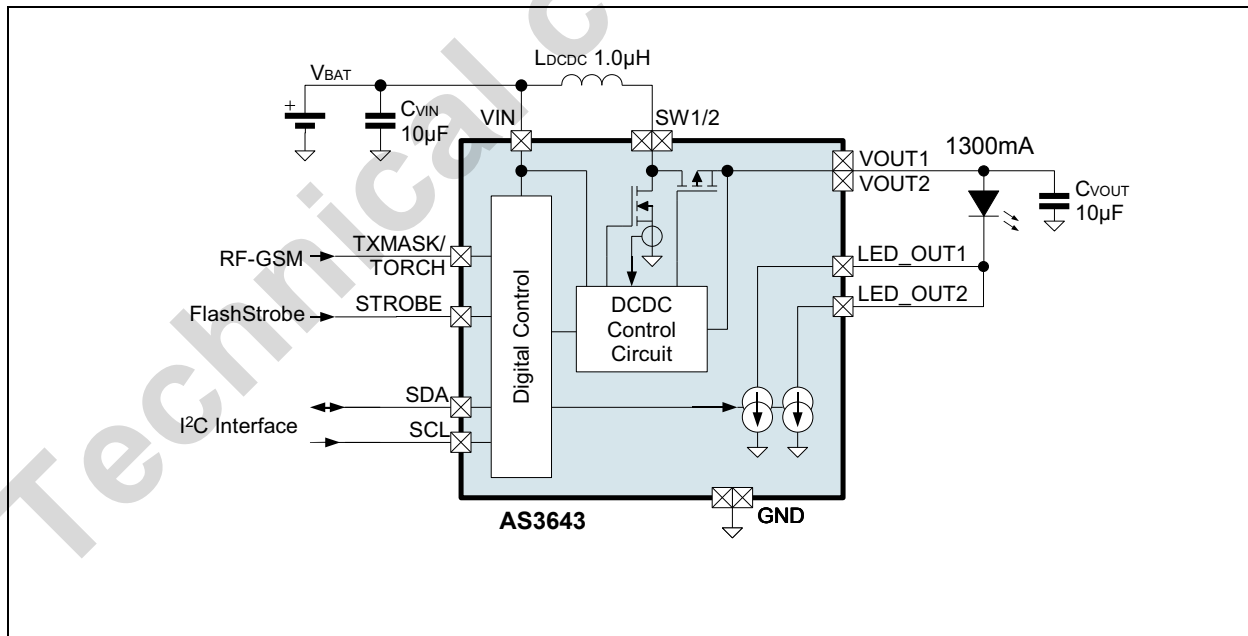 LDCDC 1.0µH
VBAT
CVIN
10µF
VIN
SW1/2
1300mA
VOUT1
VOUT2
CVOUT
10µF
RF-GSM
TXMASK/
TORCH
LED_OUT1
LED_OUT2
FlashStrobe
STROBE
Digital Control
DCDC
Control
Circuit
SDA
I²C Interface
SCL
AS3643
GND
Technical c